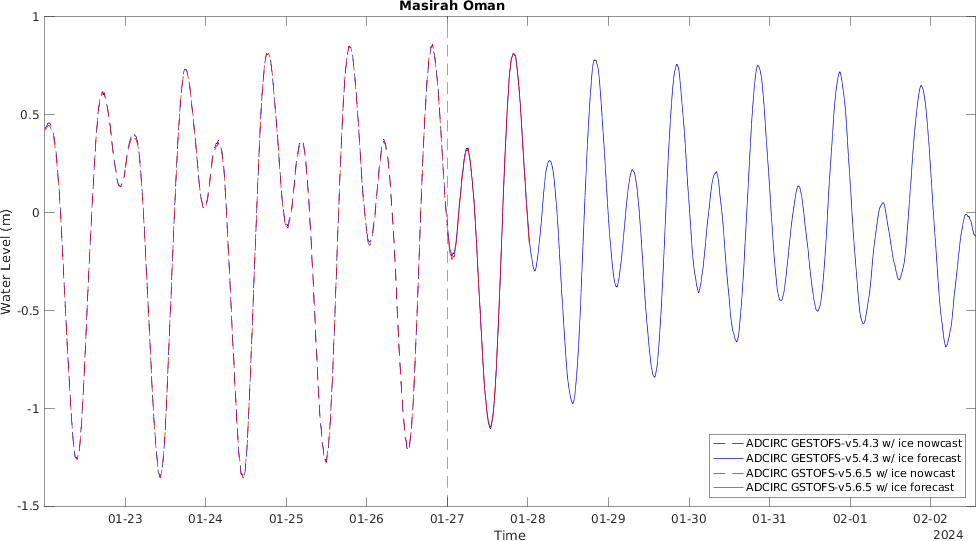 Masirah Oman
1
0.5
0
-0.5
-1
-1.5
Water Level (m)
ADCIRC GESTOFS-v5.4.3 w/ ice nowcast
ADCIRC GESTOFS-v5.4.3 w/ ice forecast
ADCIRC GSTOFS-v5.6.5 w/ ice nowcast
ADCIRC GSTOFS-v5.6.5 w/ ice forecast
01-23 01-24 01-25 01-26 01-27 01-28 01-29 01-30 01-31 02-01 02-02
Time
2024